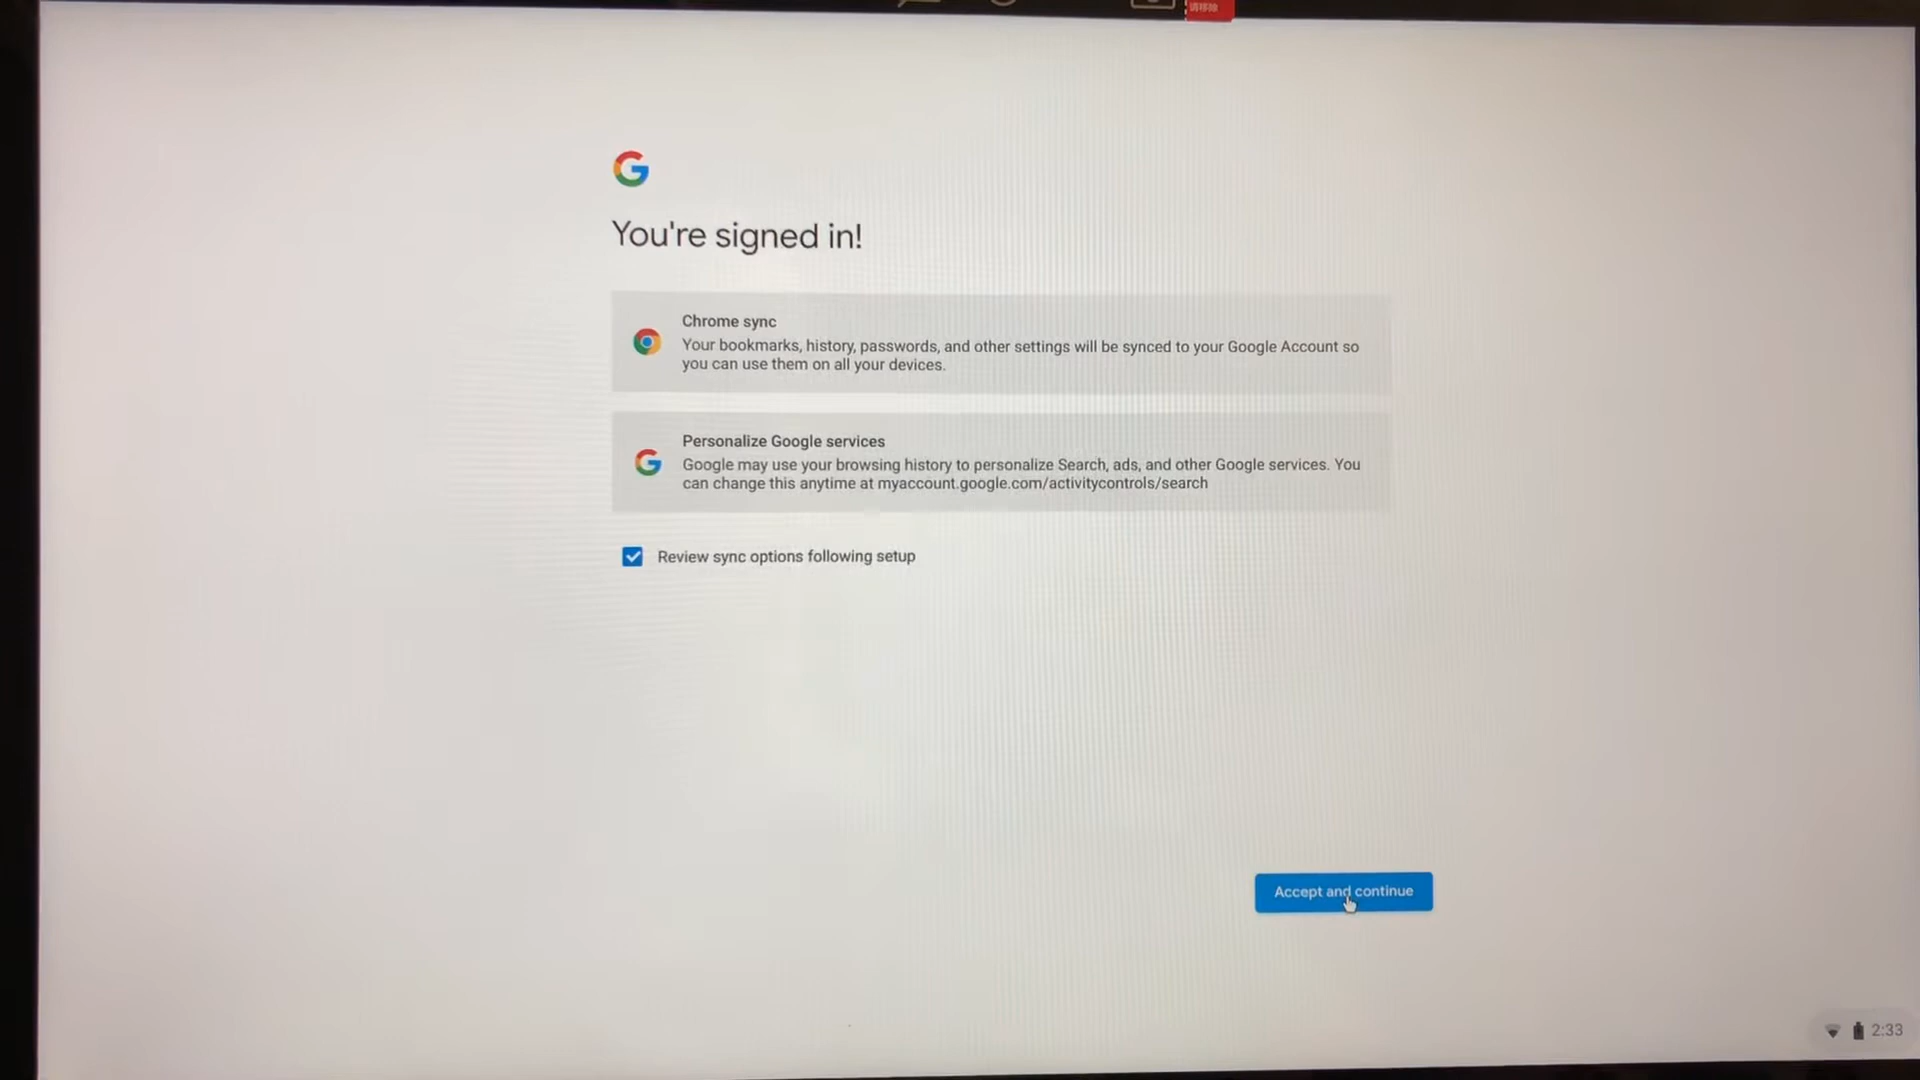 请移除
You're signed in!
Chrome sync
Your bookmarks, history, passwords, and other settings will be synced to your Google Account so
you can use them on all your devices.
Personalize Google services
Google may use your browsing history to personalize Search, ads, and other Google services. You
can change this anytime at myaccount.google.com/activitycontrols/search
Review sync options following setup
Accept and continue
2:33